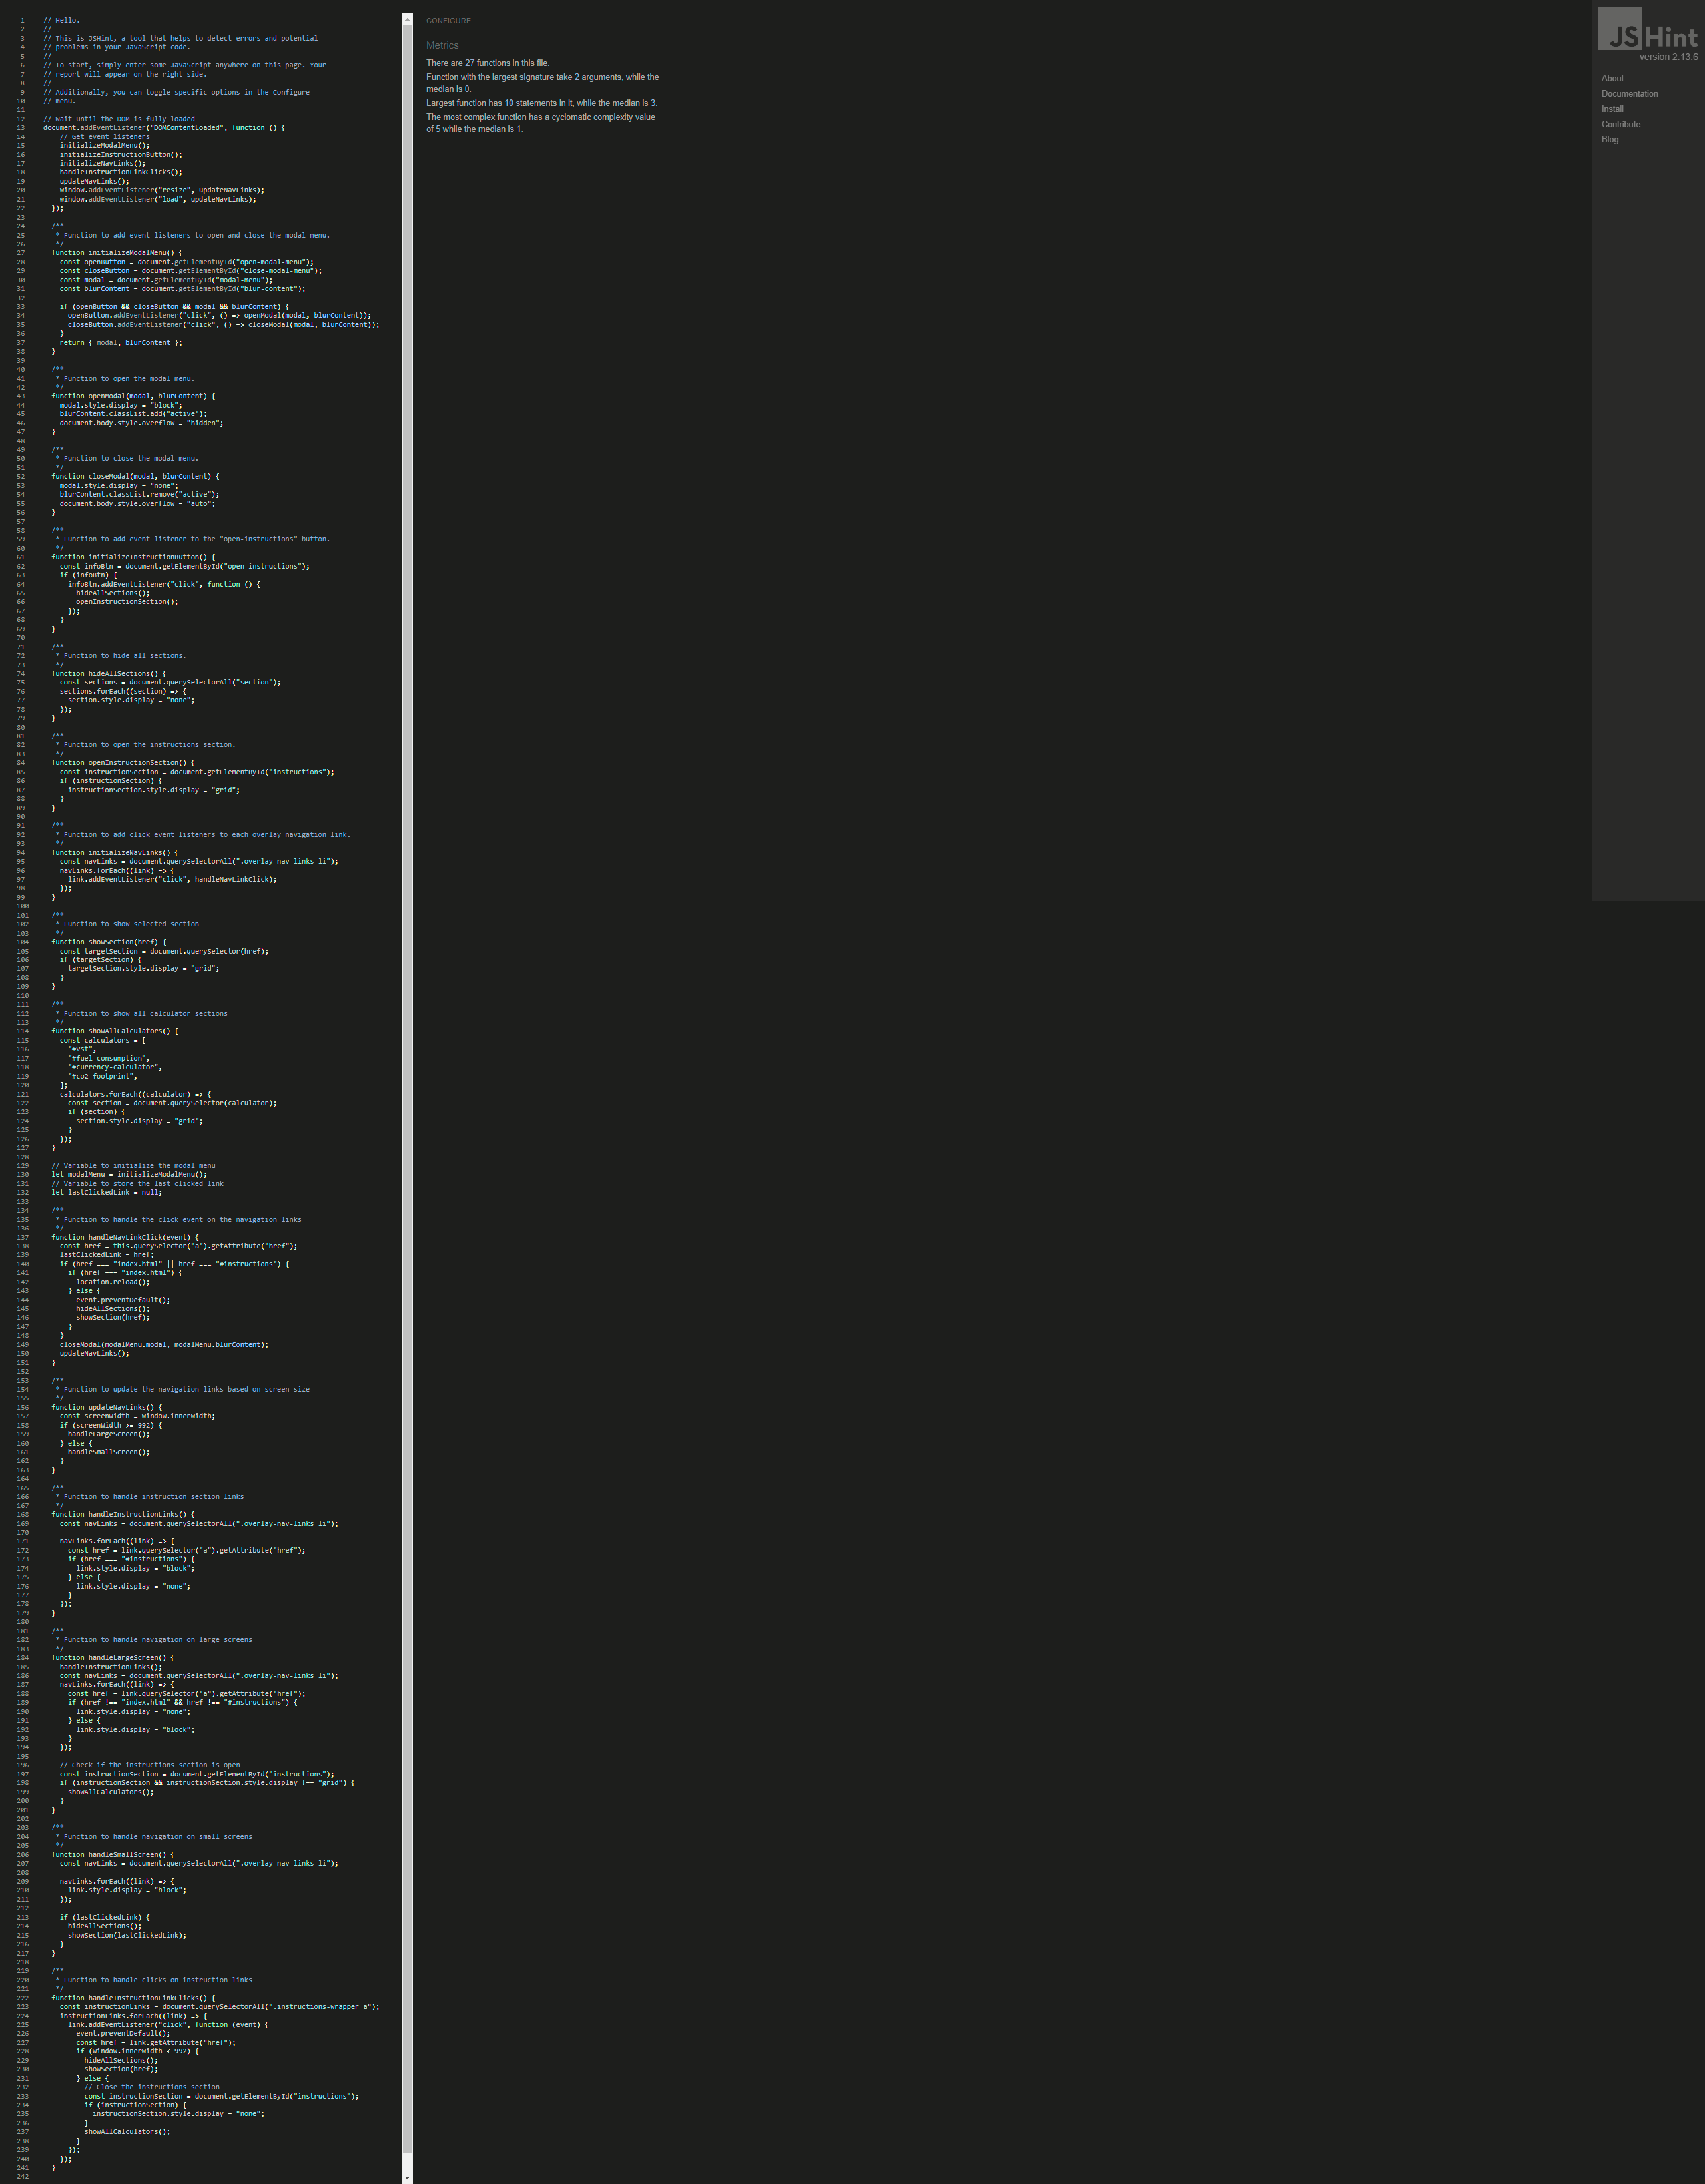 1 // Hello.
2 //
3 // This is JSHint, a tool that helps to detect errors and potential
4 // problems in your JavaScript code.
5 //
6 // To start, simply enter some JavaScript anywhere on this page. Your
7 // report will appear on the right side.
8 //
9 // Additionally, you can toggle specific options in the Configure
10 // menu.
11
12 // Wait until the DOM is fully loaded
13 document.addEventListener("DOMContentLoaded", function () {
14 // Get event listeners
15 initializeModalMenu();
16 initializeInstructionButton();
17 initializeNavLinks();
18 handleInstructionLinkClicks();
19 updateNavLinks();
20 window.addEventListener("resize", updateNavLinks);
21 window.addEventListener("load", updateNavLinks);
22 });
23
24 /**
25 * Function to add event listeners to open and close the modal menu.
26 */
27 function initializeModalMenu() {
28 const openButton = document.getElementById("open-modal-menu");
29 const closeButton = document.getElementById("close-modal-menu");
30 const modal = document.getElementById("modal-menu");
31 const blurContent = document.getElementById("blur-content");
32
33 if (openButton && closeButton && modal && blurContent) {
34 openButton.addEventListener("click", () => openModal(modal, blurContent));
35 closeButton.addEventListener("click", () => closeModal(modal, blurContent));
36 }
37 return { modal, blurContent };
38 }
39
40 /**
41 * Function to open the modal menu.
42 */
43 function openModal(modal, blurContent) {
44 modal.style.display = "block";
45 blurContent.classList.add("active");
46 document.body.style.overflow = "hidden";
47 }
48
49 /**
50 * Function to close the modal menu.
51 */
52 function closeModal(modal, blurContent) {
53 modal.style.display = "none";
54 blurContent.classList.remove("active");
55 document.body.style.overflow = "auto";
56 }
57
58 /**
59 * Function to add event listener to the "open-instructions" button.
60 */
61 function initializeInstructionButton() {
62 const infoBtn = document.getElementById("open-instructions");
63 if (infoBtn) {
64 infoBtn.addEventListener("click", function () {
65 hideAllSections();
66 openInstructionSection();
67 });
68 }
69 }
70
71 /**
72 * Function to hide all sections.
73 */
74 function hideAllSections() {
75 const sections = document.querySelectorAll("section");
76 sections.forEach((section) => {
77 section.style.display = "none";
78 });
79 }
80
81 /**
82 * Function to open the instructions section.
83 */
84 function openInstructionSection() {
85 const instructionSection = document.getElementById("instructions");
86 if (instructionSection) {
87 instructionSection.style.display = "grid";
88 }
89 }
90
91 /**
92 * Function to add click event listeners to each overlay navigation link.
93 */
94 function initializeNavLinks() {
95 const navLinks = document.querySelectorAll(".overlay-nav-links li");
96 navLinks.forEach((link) => {
97 link.addEventListener("click", handleNavLinkClick);
98 });
99 }
100
101 /**
102 * Function to show selected section
103 */
104 function showSection(href) {
105 const targetSection = document.querySelector(href);
106 if (targetSection) {
107 targetSection.style.display = "grid";
108 }
109 }
110
111 /**
112 * Function to show all calculator sections
113 */
114 function showAllCalculators() {
115 const calculators = [
116 "#vst",
117 "#fuel-consumption",
118 "#currency-calculator",
119 "#co2-footprint",
120 ];
121 calculators.forEach((calculator) => {
122 const section = document.querySelector(calculator);
123 if (section) {
124 section.style.display = "grid";
125 }
126 });
127 }
128
129 // Variable to initialize the modal menu
130 let modalMenu = initializeModalMenu();
131 // Variable to store the last clicked link
132 let lastClickedLink = null;
133
134 /**
135 * Function to handle the click event on the navigation links
136 */
137 function handleNavLinkClick(event) {
138 const href = this.querySelector("a").getAttribute("href");
139 lastClickedLink = href;
140 if (href === "index.html" || href === "#instructions") {
141 if (href === "index.html") {
142 location.reload();
143 } else {
144 event.preventDefault();
145 hideAllSections();
146 showSection(href);
147 }
148 }
149 closeModal(modalMenu.modal, modalMenu.blurContent);
150 updateNavLinks();
151 }
152
153 /**
154 * Function to update the navigation links based on screen size
155 */
156 function updateNavLinks() {
157 const screenWidth = window.innerWidth;
158 if (screenWidth >= 992) {
159 handleLargeScreen();
160 } else {
161 handleSmallScreen();
162 }
163 }
164
165 /**
166 * Function to handle instruction section links
167 */
168 function handleInstructionLinks() {
169 const navLinks = document.querySelectorAll(".overlay-nav-links li");
170
171 navLinks.forEach((link) => {
172 const href = link.querySelector("a").getAttribute("href");
173 if (href === "#instructions") {
174 link.style.display = "block";
175 } else {
176 link.style.display = "none";
177 }
178 });
179 }
180
181 /**
182 * Function to handle navigation on large screens
183 */
184 function handleLargeScreen() {
185 handleInstructionLinks();
186 const navLinks = document.querySelectorAll(".overlay-nav-links li");
187 navLinks.forEach((link) => {
188 const href = link.querySelector("a").getAttribute("href");
189 if (href !== "index.html" && href !== "#instructions") {
190 link.style.display = "none";
191 } else {
192 link.style.display = "block";
193 }
194 });
195
196 // Check if the instructions section is open
197 const instructionSection = document.getElementById("instructions");
198 if (instructionSection && instructionSection.style.display !== "grid") {
199 showAllCalculators();
200 }
201 }
202
203 /**
204 * Function to handle navigation on small screens
205 */
206 function handleSmallScreen() {
207 const navLinks = document.querySelectorAll(".overlay-nav-links li");
208
209 navLinks.forEach((link) => {
210 link.style.display = "block";
211 });
212
213 if (lastClickedLink) {
214 hideAllSections();
215 showSection(lastClickedLink);
216 }
217 }
218
219 /**
220 * Function to handle clicks on instruction links
221 */
222 function handleInstructionLinkClicks() {
223 const instructionLinks = document.querySelectorAll(".instructions-wrapper a");
224 instructionLinks.forEach((link) => {
225 link.addEventListener("click", function (event) {
226 event.preventDefault();
227 const href = link.getAttribute("href");
228 if (window.innerWidth < 992) {
229 hideAllSections();
230 showSection(href);
231 } else {
232 // Close the instructions section
233 const instructionSection = document.getElementById("instructions");
234 if (instructionSection) {
235 instructionSection.style.display = "none";
236 }
237 showAllCalculators();
238 }
239 });
240 });
241 }
242
CONFIGURE
Metrics
There are 27 functions in this file.
Function with the largest signature take 2 arguments, while the
median is 0.
Largest function has 10 statements in it, while the median is 3.
The most complex function has a cyclomatic complexity value
of 5 while the median is 1.
JSHint
version 2.13.6
About
Documentation
Install
Contribute
Blog